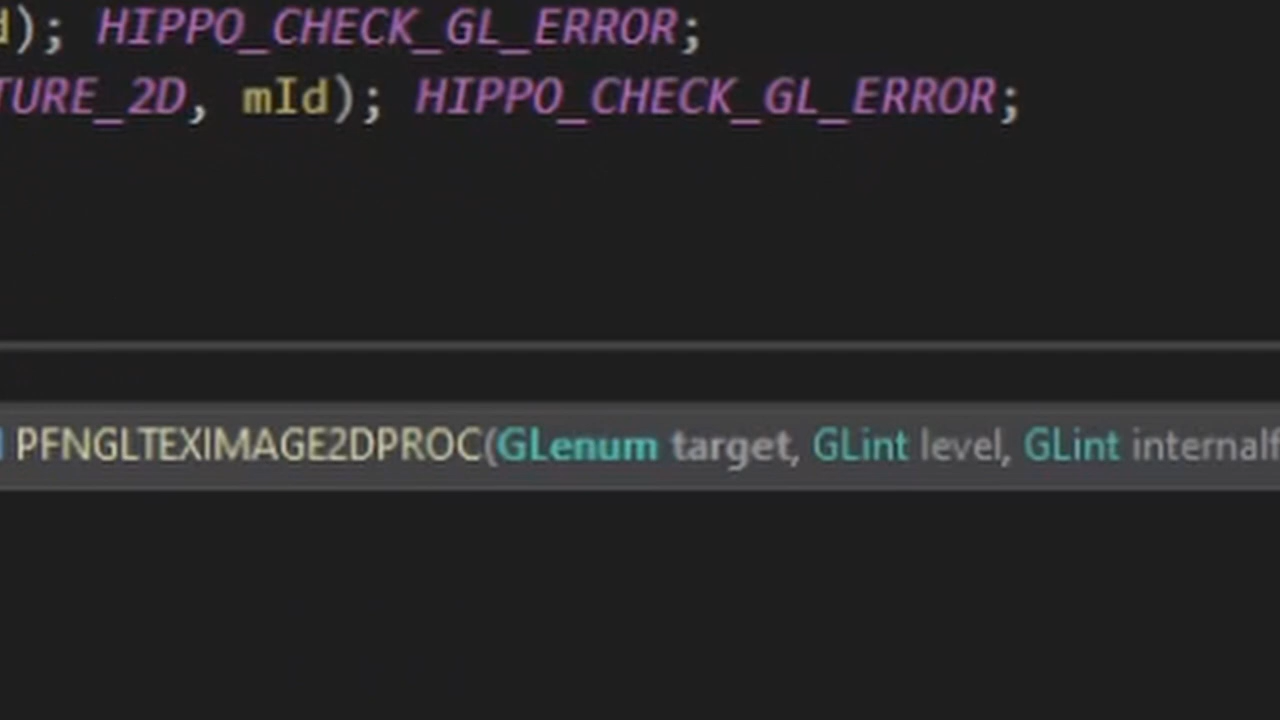 d); HIPPO_CHECK_GL_ERROR;
TURE_2D, mId); HIPPO_CHECK_GL_ERROR;
PFNGLTEXIMAGE2DPROC(GLenum target, GLint level, GLint internalf